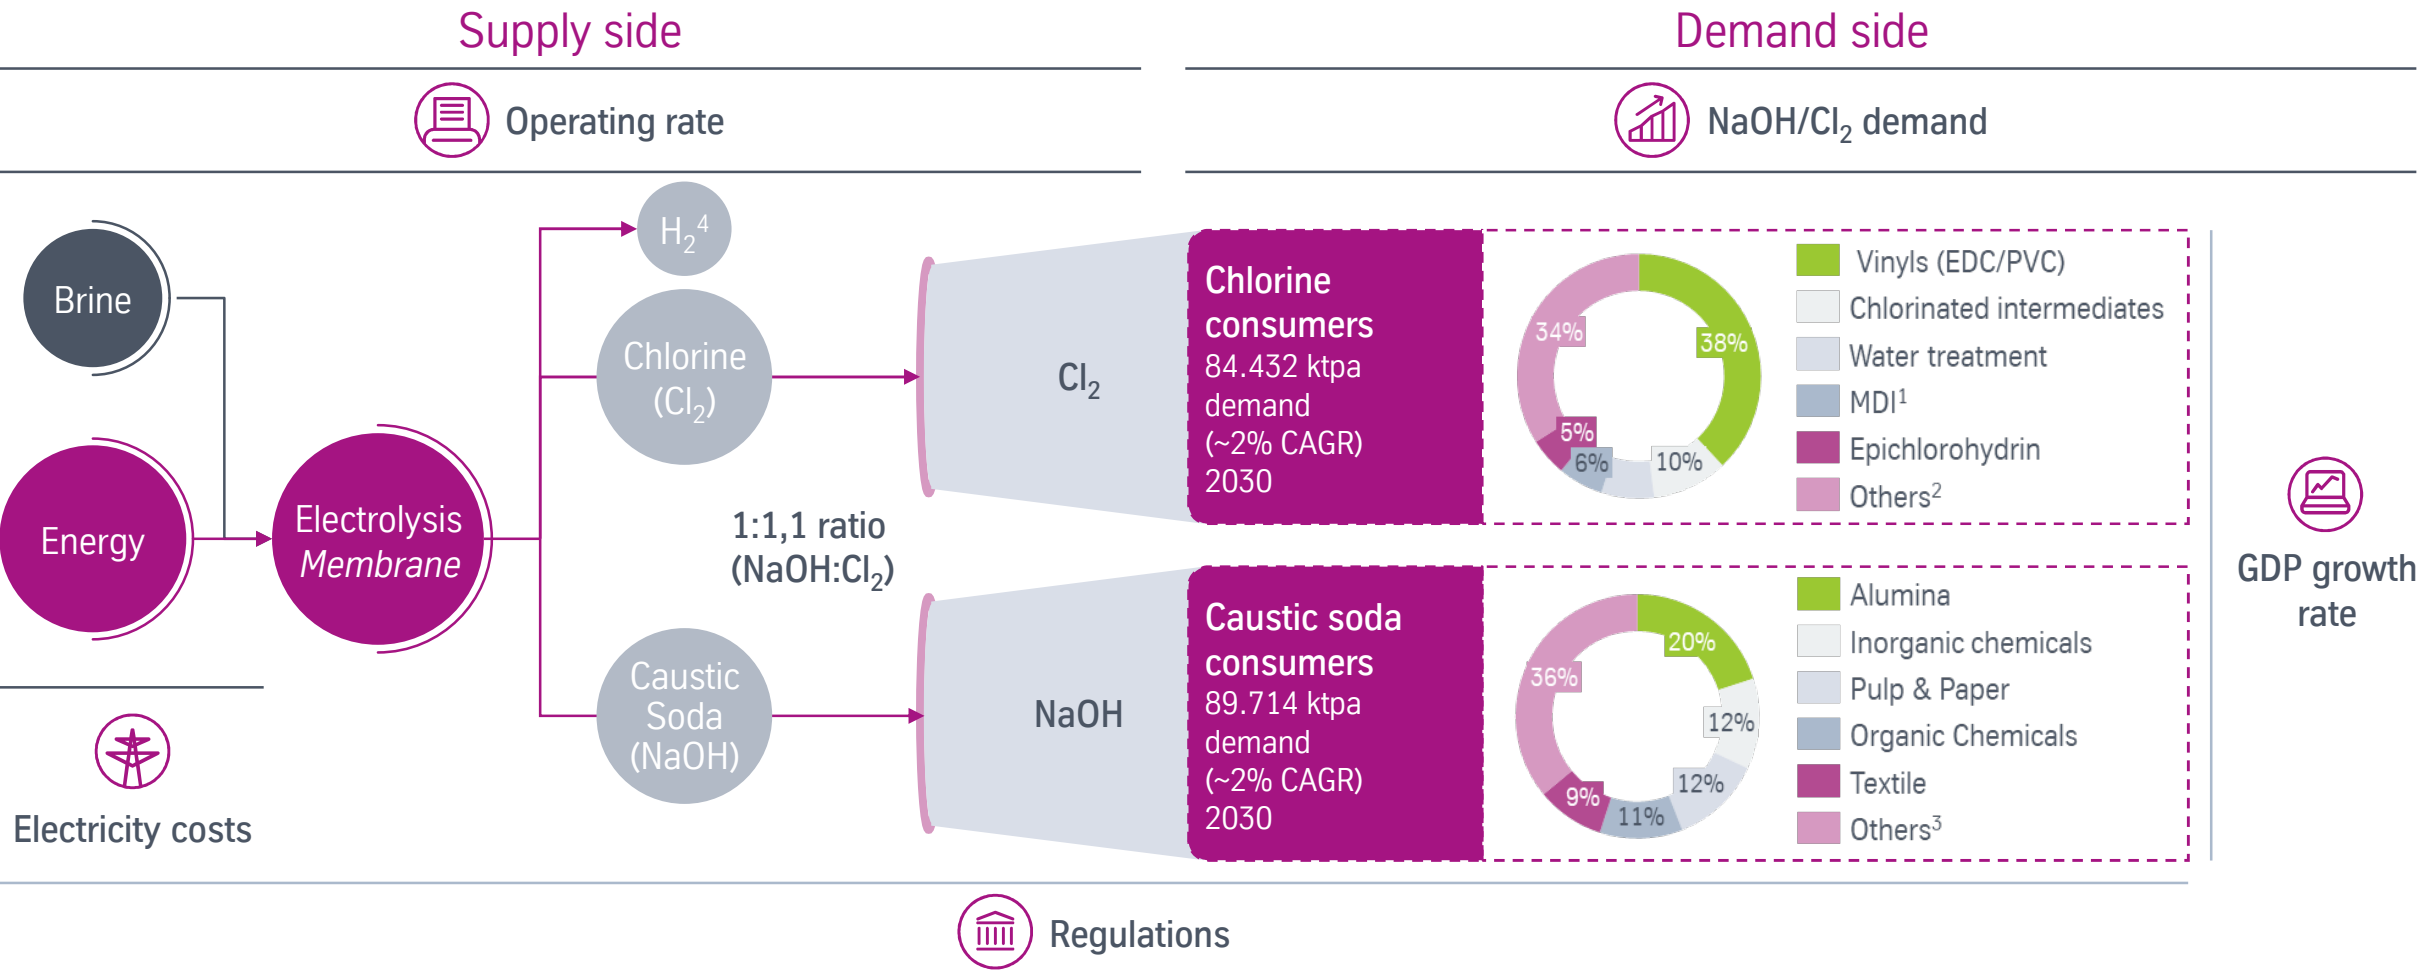 Supply side
Demand side
Operating rate
NaOH/Cl₂ demand
Brine
Energy
Electrolysis
Membrane
Electricity costs
H₂⁴
Chlorine
(Cl₂)
1:1,1 ratio
(NaOH:Cl₂)
Caustic
Soda
(NaOH)
Cl₂
NaOH
Chlorine
consumers
84.432 ktpa
demand
(~2% CAGR)
2030
34%
38%
5%
6%
10%
Vinyls (EDC/PVC)
Chlorinated intermediates
Water treatment
MDI¹
Epichlorohydrin
Others²
Caustic soda
consumers
89.714 ktpa
demand
(~2% CAGR)
2030
20%
36%
12%
12%
9%
11%
Alumina
Inorganic chemicals
Pulp & Paper
Organic Chemicals
Textile
Others³
GDP growth
rate
Regulations